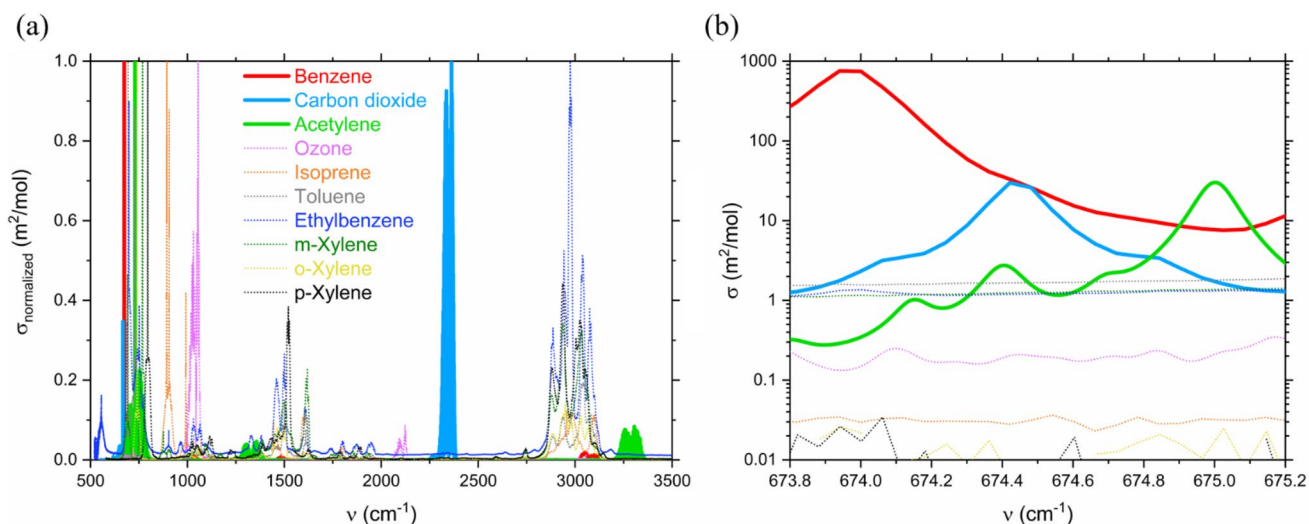 (a)
(b)
1.0
0.8
0.6
0.4
0.2
0.0
σnormalized (m²/mol)
Benzene
Carbon dioxide
Acetylene
Ozone
Isoprene
Toluene
Ethylbenzene
m-Xylene
o-Xylene
p-Xylene
500 1000 1500 2000 2500 3000 3500
ν (cm⁻¹)
1000
100
10
1
0.1
0.01
σ (m²/mol)
673.8 674.0 674.2 674.4 674.6 674.8 675.0 675.2
ν (cm⁻¹)